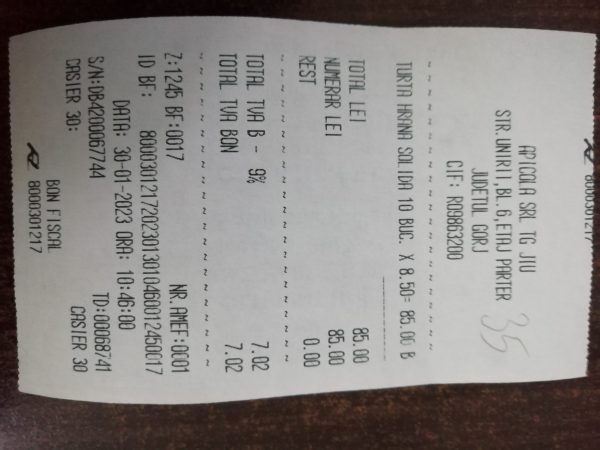 8000301217
APICOLA SRL TG JIU
STR.UNIRII,BL.6,ETAJ PARTER
JUDETUL GORJ
CIF: RO9863200
35
TURTA HRANA SOLIDA 10 BUC. X 8.50= 85.00 B
TOTAL LEI 85.00
NUMERAR LEI 85.00
REST 0.00
TOTAL TVA B - 9% 7.02
TOTAL TVA BON 7.02
Z:1245 BF:0017 NR.AMEF:0001
ID BF: 80003012172023013010460012450017
DATA: 30-01-2023 ORA: 10:46:00
S/N:DB4200067744 TD:00068741
CASIER 30: CASIER 30
BON FISCAL
8000301217